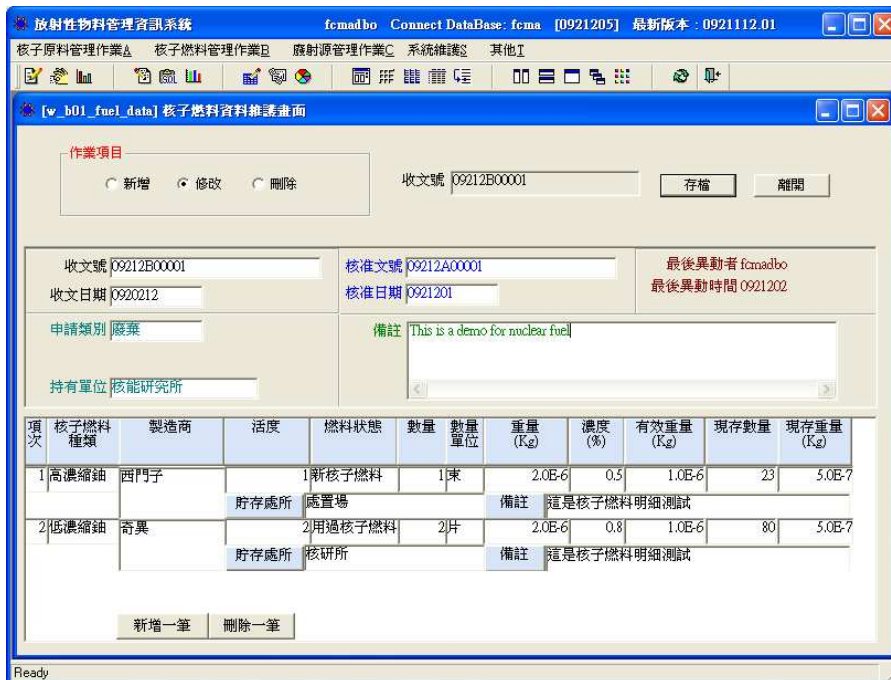 放射性物料管理資訊系統 fcmadbo Connect DataBase: fcma [0921205] 最新版本 : 0921112.01
核子原料管理作業A 核子燃料管理作業B 廢射源管理作業C 系統維護S 其他I
[w_b01_fuel_data] 核子燃料資料維護畫面
作業項目
新增 修改 刪除 收文號 09212B00001 存檔 離開
收文號 09212B00001 核准文號 09212A00001 最後異動者 fcmadbo
收文日期 0920212 核准日期 0921201 最後異動時間 0921202
申請類別 廢棄 備註 This is a demo for nuclear fuel
持有單位 核能研究所
項次 核子燃料種類 製造商 活度 燃料狀態 數量 數量單位 重量(Kg) 濃度(%) 有效重量(Kg) 現存數量 現存重量(Kg)
1 高濃縮鈾 西門子 1 新核子燃料 1 束 2.0E-6 0.5 1.0E-6 23 5.0E-7
貯存處所 處置場 備註 這是核子燃料明細測試
2 低濃縮鈾 奇異 2 用過核子燃料 2 片 2.0E-6 0.8 1.0E-6 80 5.0E-7
貯存處所 核研所 備註 這是核子燃料明細測試
新增一筆 刪除一筆
Ready